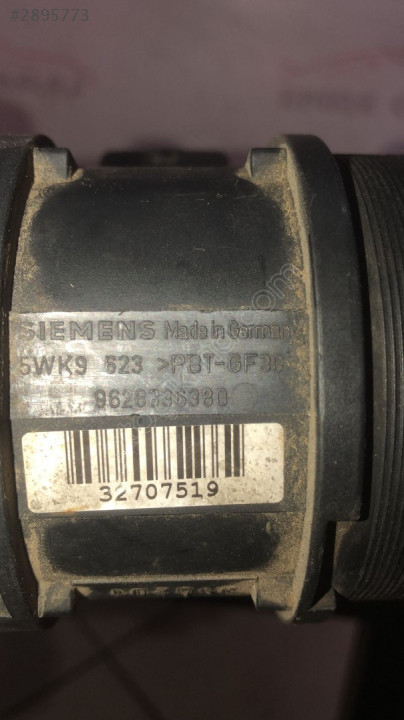 #2895773
SIEMENS Made in Germany
5WK9 623 >PBT-GF30
9628336380
32707519